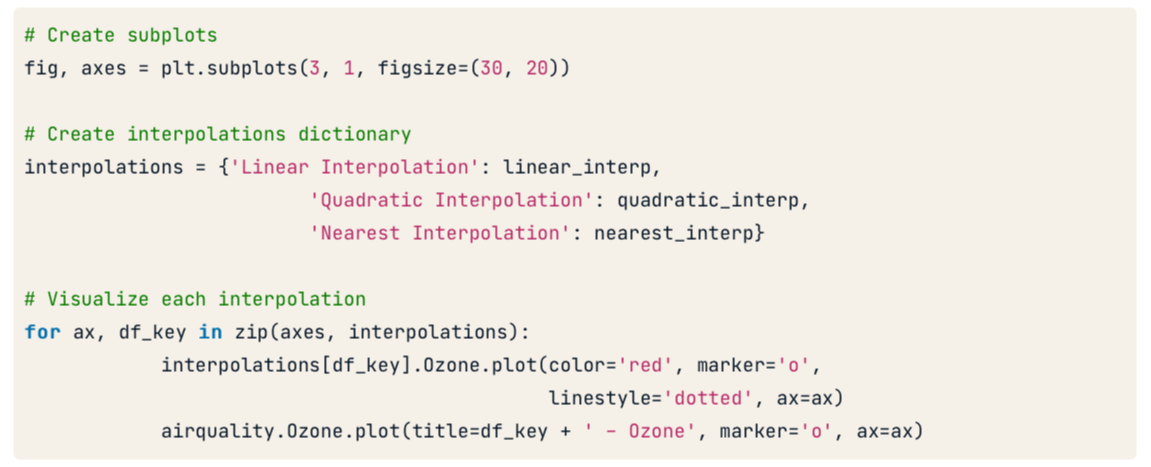 # Create subplots
fig, axes = plt.subplots(3, 1, figsize=(30, 20))
# Create interpolations dictionary
interpolations = {'Linear Interpolation': linear_interp,
'Quadratic Interpolation': quadratic_interp,
'Nearest Interpolation': nearest_interp}
# Visualize each interpolation
for ax, df_key in zip(axes, interpolations):
interpolations[df_key].Ozone.plot(color='red', marker='o',
linestyle='dotted', ax=ax)
airquality.Ozone.plot(title=df_key + ' - Ozone', marker='o', ax=ax)